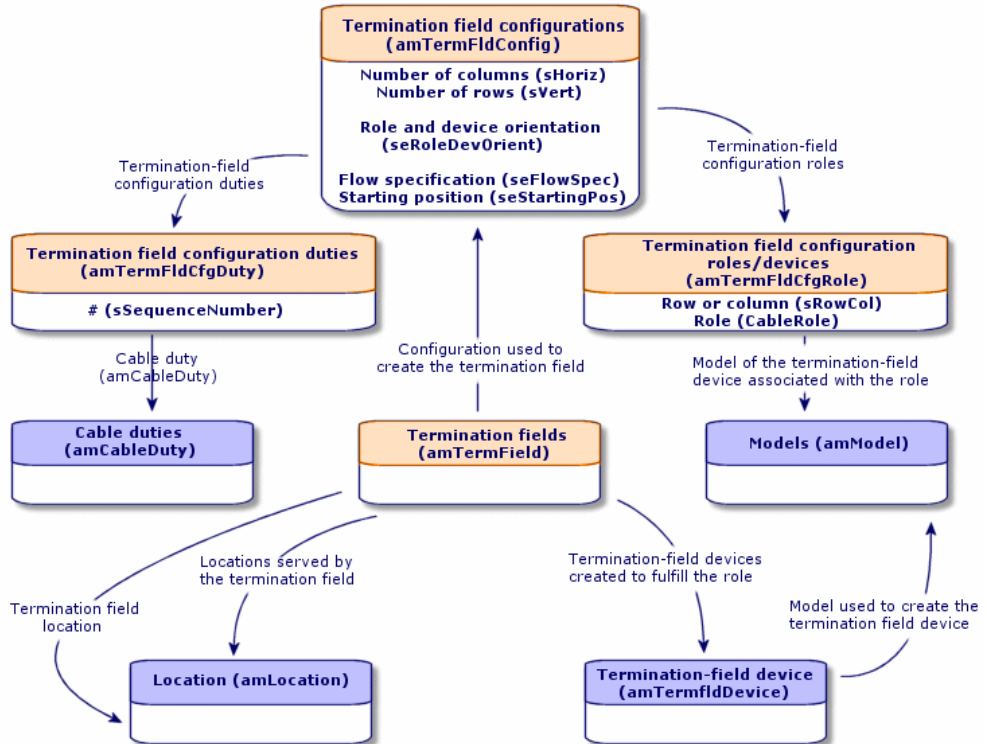 Termination field configurations
(amTermFldConfig)
Number of columns (sHoriz)
Number of rows (sVert)
Role and device orientation
(seRoleDevOrient)
Flow specification (seFlowSpec)
Starting position (seStartingPos)
Termination-field
configuration duties
Termination-field
configuration roles
Termination field configuration duties
(amTermFldCfgDuty)
# (sSequenceNumber)
Termination field configuration
roles/devices
(amTermFldCfgRole)
Row or column (sRowCol)
Role (CableRole)
Cable duty
(amCableDuty)
Configuration used to
create the termination field
Model of the termination-field
device associated with the role
Cable duties
(amCableDuty)
Termination fields
(amTermField)
Models (amModel)
Locations served by
the termination field
Termination-field devices
created to fulfill the role
Termination field
location
Model used to create the
termination field device
Location (amLocation)
Termination-field device
(amTermfldDevice)